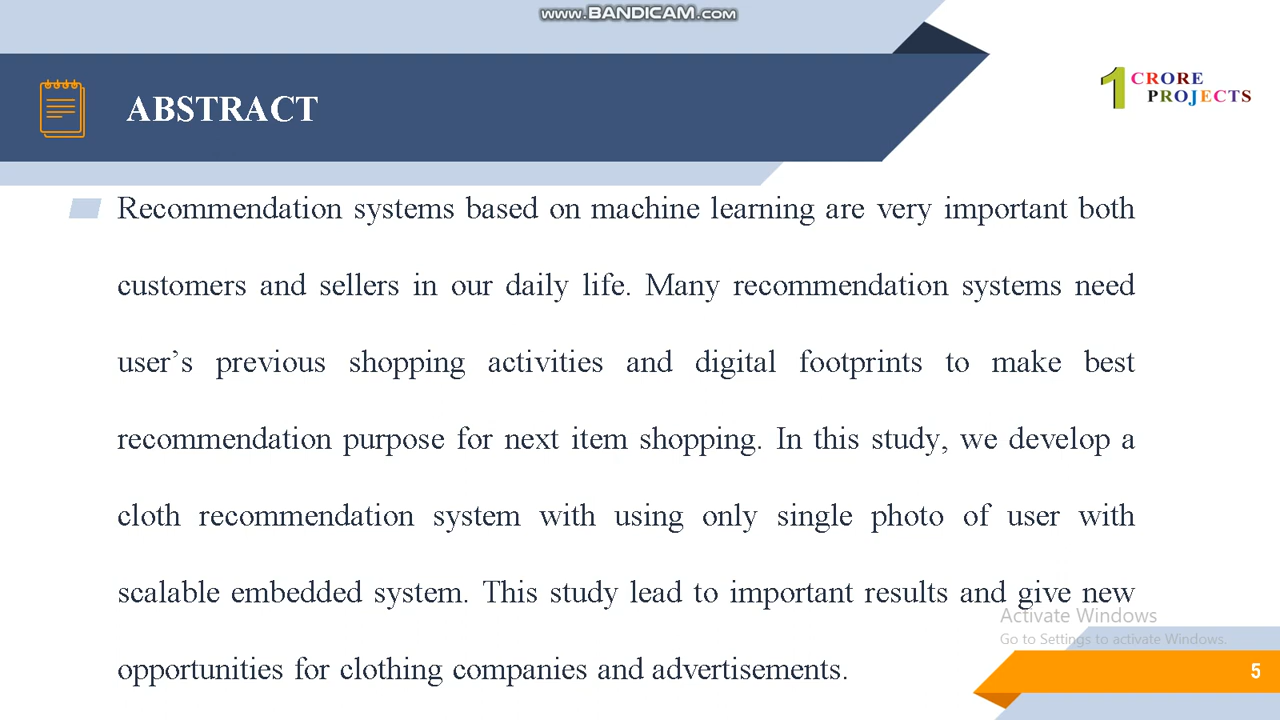 www.BANDICAM.com
1 CRORE
PROJECTS
ABSTRACT
Recommendation systems based on machine learning are very important both
customers and sellers in our daily life. Many recommendation systems need
user’s previous shopping activities and digital footprints to make best
recommendation purpose for next item shopping. In this study, we develop a
cloth recommendation system with using only single photo of user with
scalable embedded system. This study lead to important results and give new
opportunities for clothing companies and advertisements.
Activate Windows
Go to Settings to activate Windows.
5